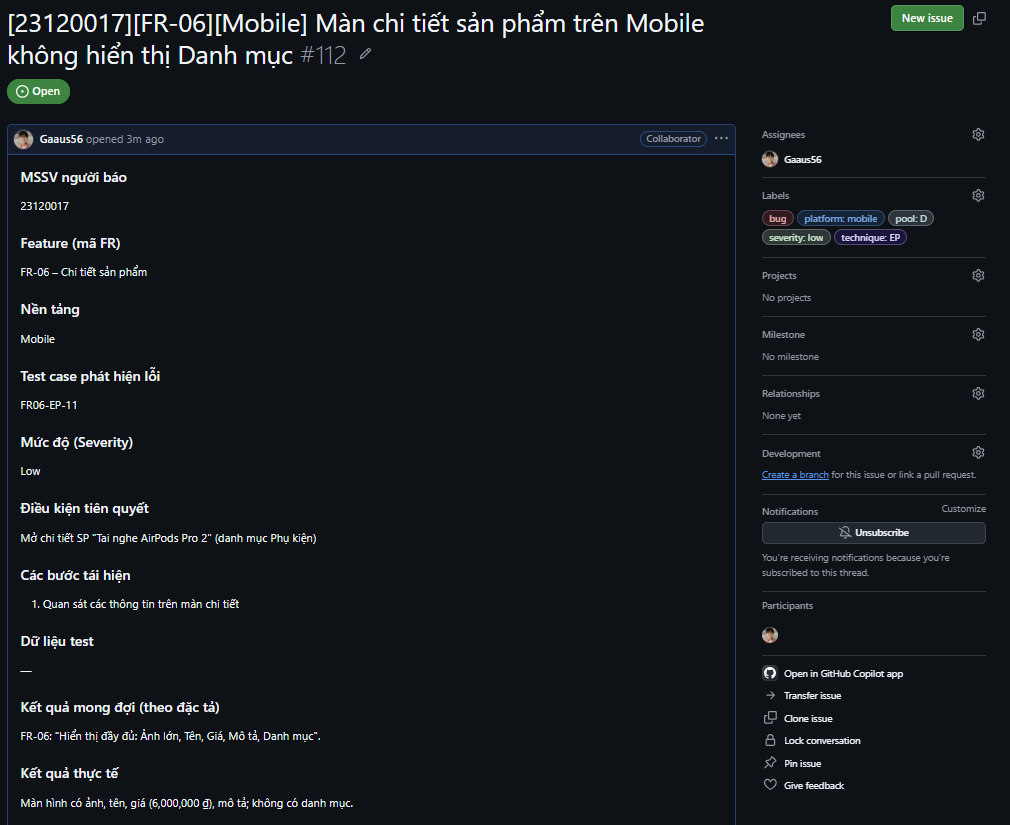 [23120017][FR-06][Mobile] Màn chi tiết sản phẩm trên Mobile
không hiển thị Danh mục #112
New issue
Open
Gaaus56 opened 3m ago
Collaborator
MSSV người báo
23120017
Feature (mã FR)
FR-06 – Chi tiết sản phẩm
Nền tảng
Mobile
Test case phát hiện lỗi
FR06-EP-11
Mức độ (Severity)
Low
Điều kiện tiên quyết
Mở chi tiết SP "Tai nghe AirPods Pro 2" (danh mục Phụ kiện)
Các bước tái hiện
1. Quan sát các thông tin trên màn chi tiết
Dữ liệu test
—
Kết quả mong đợi (theo đặc tả)
FR-06: "Hiển thị đầy đủ: Ảnh lớn, Tên, Giá, Mô tả, Danh mục".
Kết quả thực tế
Màn hình có ảnh, tên, giá (6,000,000 ₫), mô tả; không có danh mục.
Assignees
Gaaus56
Labels
bug platform: mobile pool: D
severity: low technique: EP
Projects
No projects
Milestone
No milestone
Relationships
None yet
Development
Create a branch for this issue or link a pull request.
Notifications Customize
Unsubscribe
You're receiving notifications because you're
subscribed to this thread.
Participants
Open in GitHub Copilot app
Transfer issue
Clone issue
Lock conversation
Pin issue
Give feedback